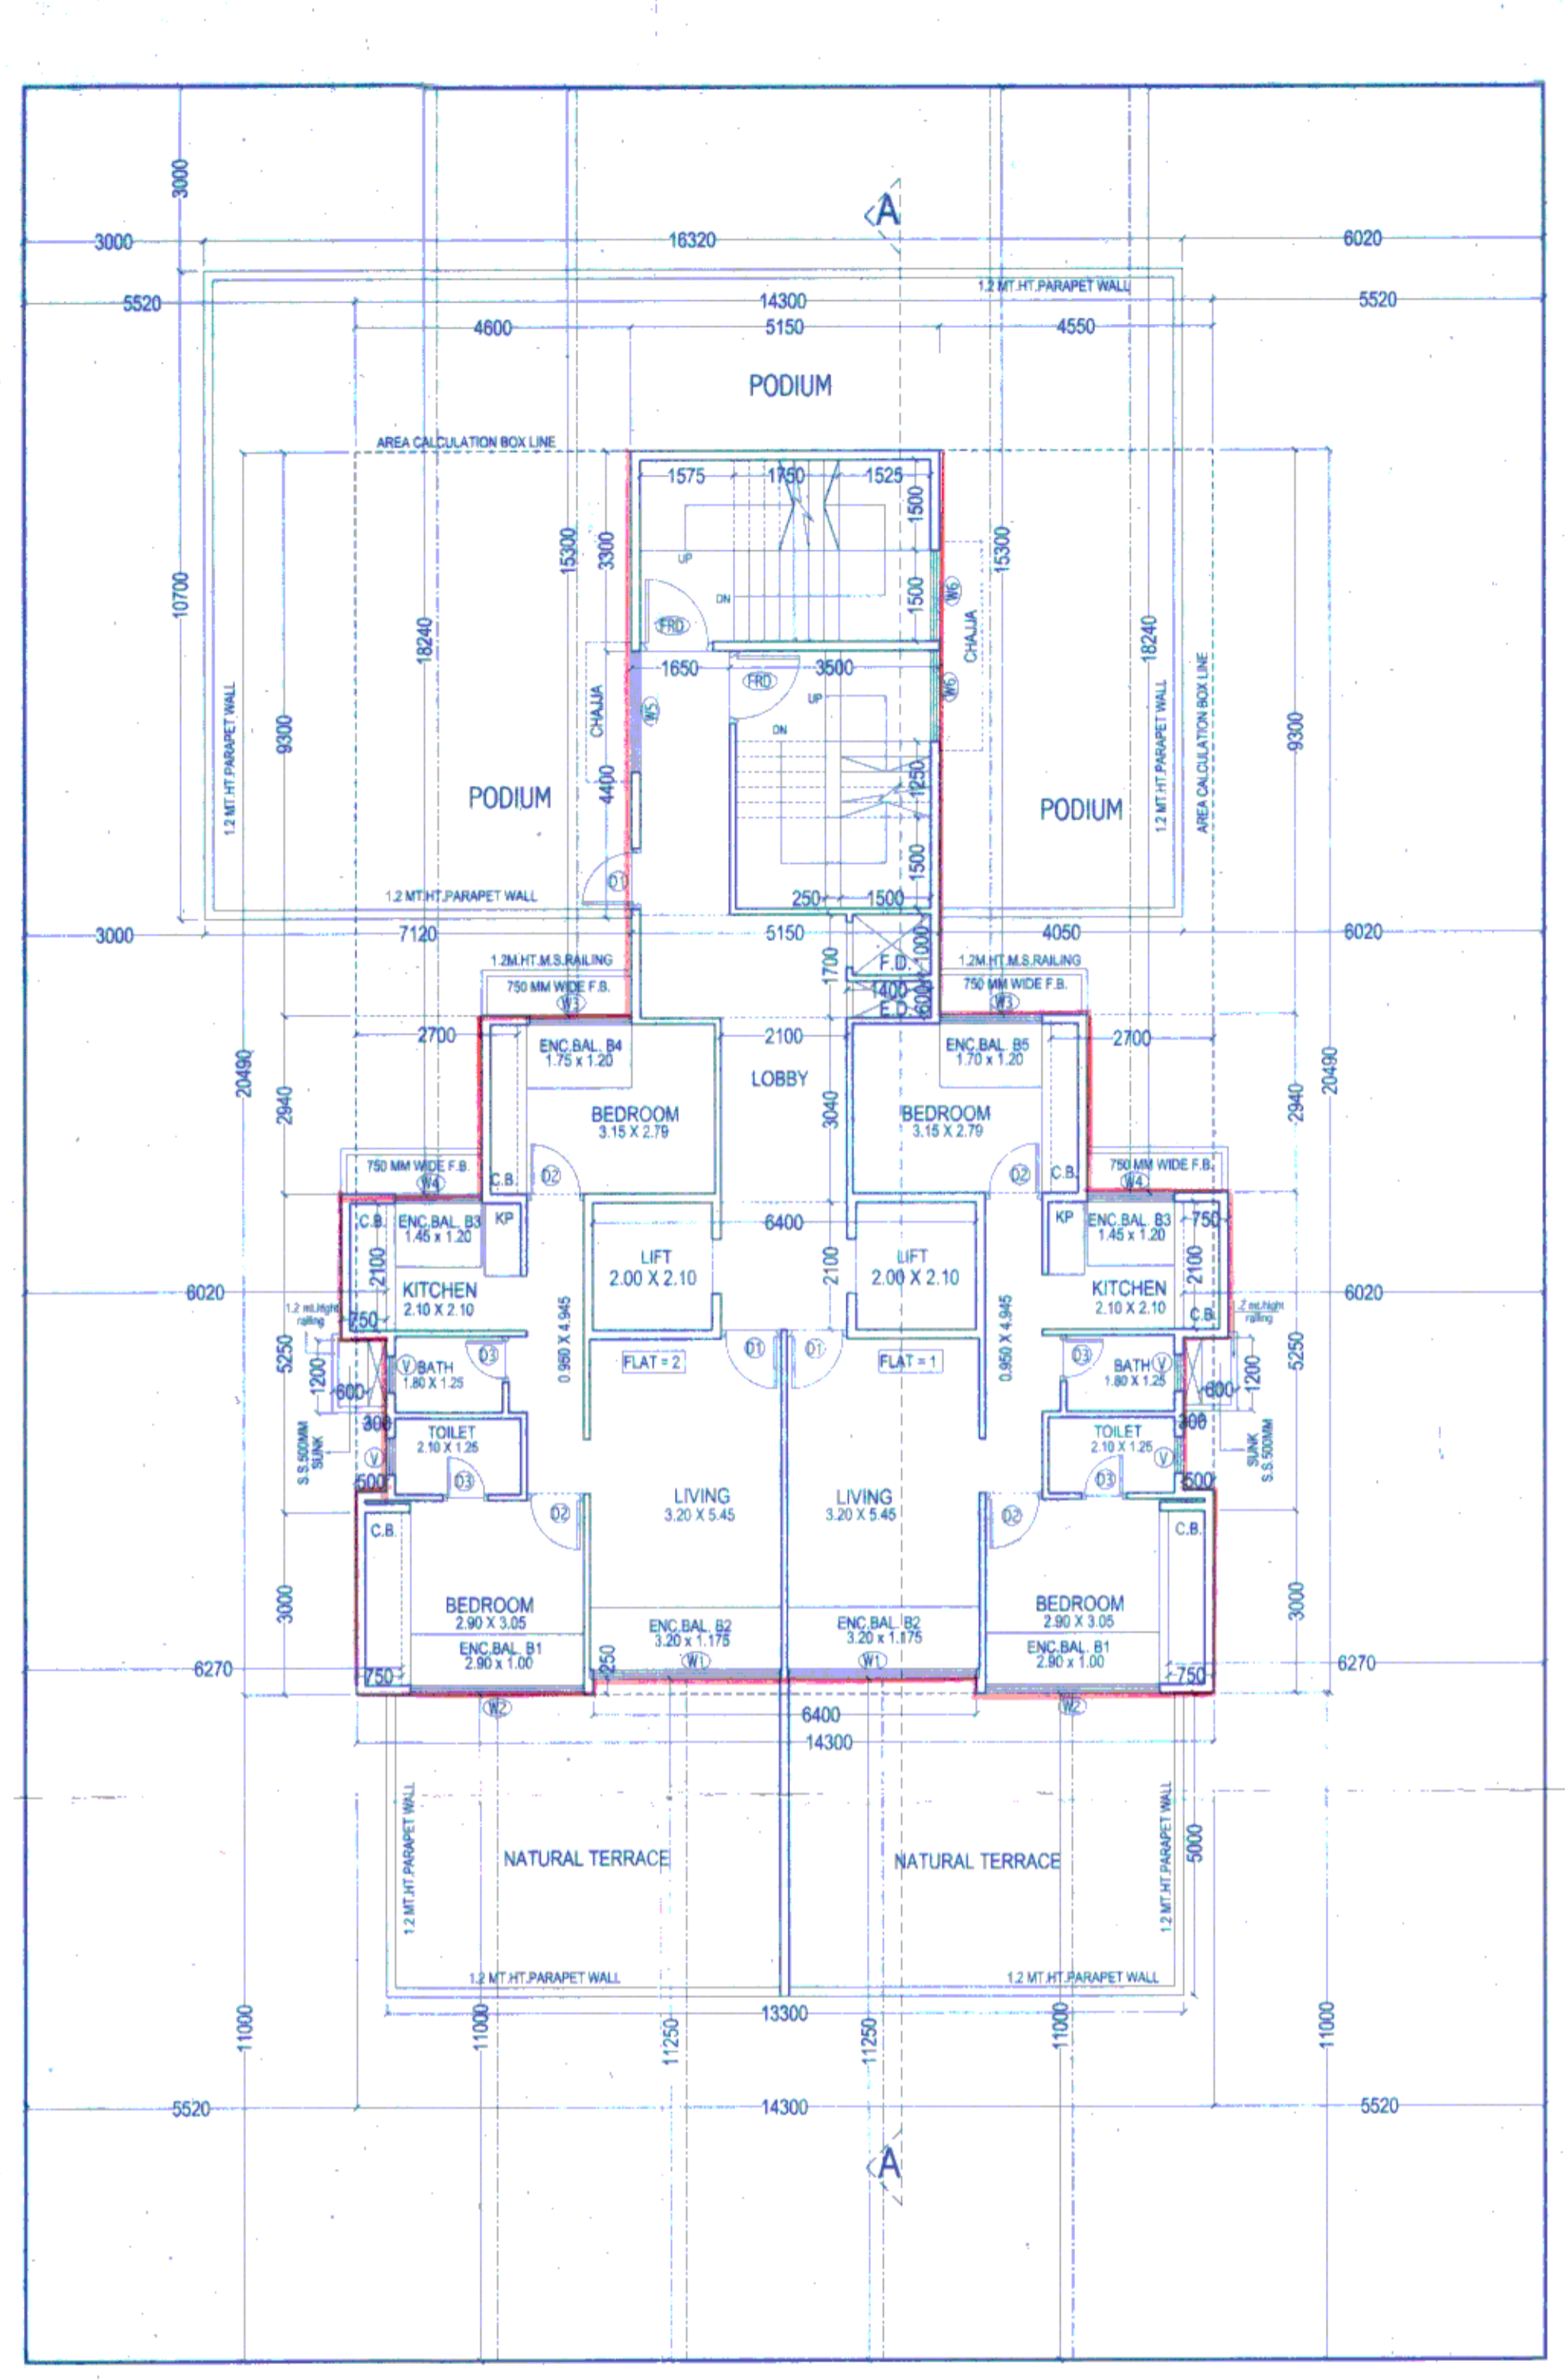 3000
A
3000
16320
6020
1.2 MT.HT.PARAPET WALL
5520
14300
5520
4600
5150
4550
PODIUM
AREA CALCULATION BOX LINE
1575
1750
1525
1500
15300
3300
15300
UP
10700
DN
1500
W6
FRD
CHAJJA
18240
18240
1650
3500
FRD
W6
UP
CHAJJA
W5
DN
1.2 MT.HT.PARAPET WALL
9300
1.2 MT.HT.PARAPET WALL
AREA CALCULATION BOX LINE
9300
4400
1250
PODIUM
PODIUM
1500
D1
1.2 MT.HT.PARAPET WALL
250
1500
3000
7120
5150
4050
6020
1000
1.2M.HT.M.S.RAILING
1700
F.D.
1.2M.HT.M.S.RAILING
750 MM WIDE F.B.
1400
600
750 MM WIDE F.B.
W3
E.D.
W3
2700
2100
2700
ENC.BAL. B4
1.75 x 1.20
ENC.BAL. B5
1.70 x 1.20
20490
LOBBY
20490
2940
3040
2940
BEDROOM
3.15 X 2.79
BEDROOM
3.15 X 2.79
750 MM WIDE F.B.
750 MM WIDE F.B.
W4
C.B.
D2
D2
C.B.
W4
C.B.
ENC.BAL. B3
1.45 x 1.20
KP
6400
KP
ENC.BAL. B3
1.45 x 1.20
750
2100
LIFT
2.00 X 2.10
2100
LIFT
2.00 X 2.10
2100
6020
KITCHEN
2.10 X 2.10
KITCHEN
2.10 X 2.10
6020
1.2 mt.hight
railing
750
C.B.
railing
5250
0.960 X 4.945
0.950 X 4.945
5250
1200
V
BATH
1.80 X 1.25
D3
FLAT = 2
D1
D1
FLAT = 1
D3
BATH
1.80 X 1.25
V
1200
600
600
300
300
S.S.500MM
SUNK
TOILET
2.10 X 1.25
TOILET
2.10 X 1.25
SUNK
S.S.500MM
V
V
500
D3
D3
500
LIVING
3.20 X 5.45
LIVING
3.20 X 5.45
C.B.
D2
D2
C.B.
3000
BEDROOM
2.90 X 3.05
BEDROOM
2.90 X 3.05
3000
ENC.BAL. B1
2.90 x 1.00
ENC.BAL. B2
3.20 x 1.175
ENC.BAL. B2
3.20 x 1.175
ENC.BAL. B1
2.90 x 1.00
6270
750
250
W1
W1
750
6270
W2
6400
W2
14300
1.2 MT.HT.PARAPET WALL
NATURAL TERRACE
NATURAL TERRACE
1.2 MT.HT.PARAPET WALL
5000
1.2 MT.HT.PARAPET WALL
1.2 MT.HT.PARAPET WALL
13300
11000
11000
11250
11250
11000
11000
5520
14300
5520
A